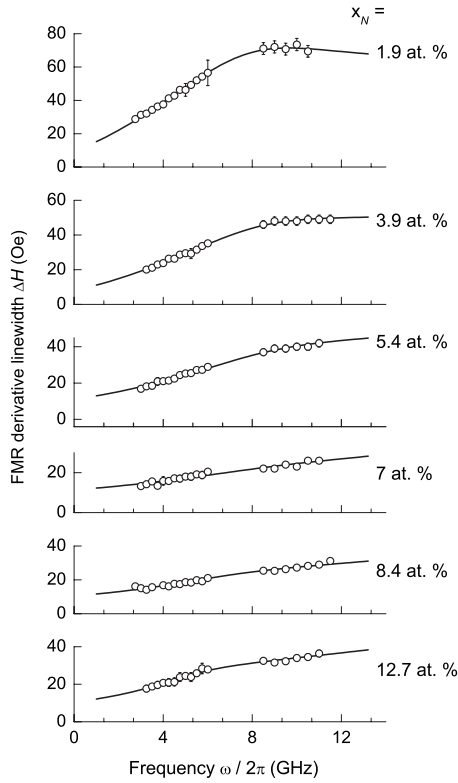 x_N =
80
60
40
20
0
1.9 at. %
60
40
20
0
3.9 at. %
40
20
0
5.4 at. %
20
0
7 at. %
40
20
0
8.4 at. %
40
20
0
12.7 at. %
0
4
8
12
Frequency ω / 2π (GHz)
FMR derivative linewidth ΔH (Oe)